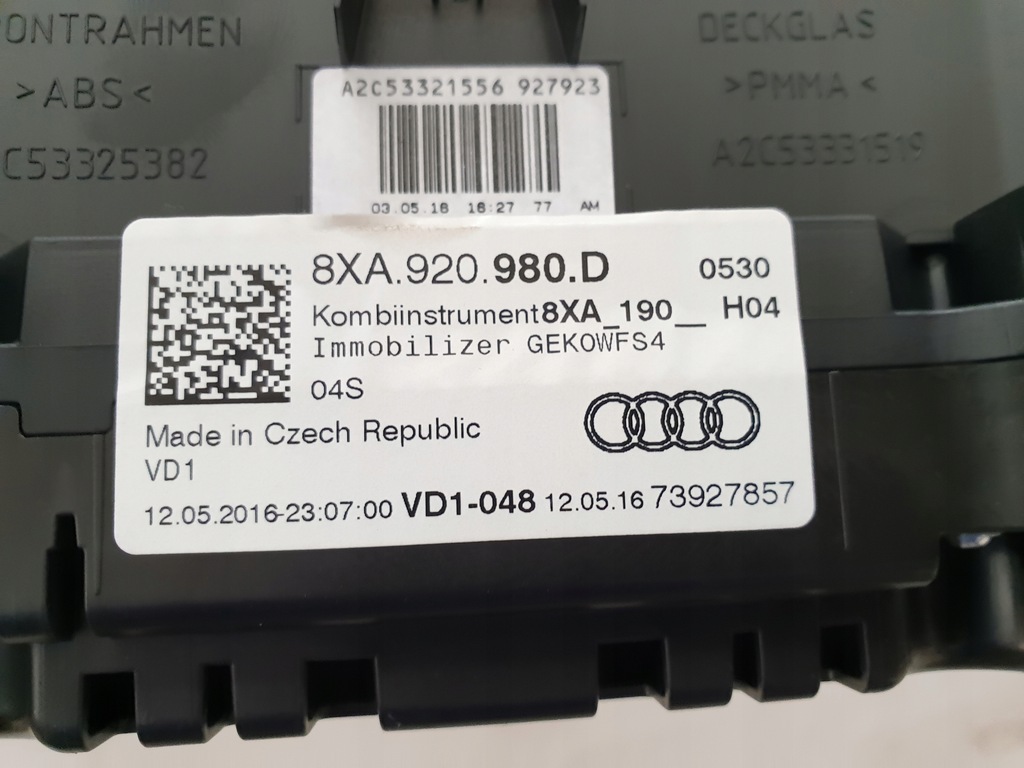 ONTRAHMEN
>ABS<
C53325382
DECKGLAS
>PMMA<
A2C53331519
A2C53321556 927923
03.05.16 16:27 77 AM
8XA.920.980.D 0530
Kombiinstrument8XA_190__ H04
Immobilizer GEKOWFS4
04S
Made in Czech Republic
VD1
12.05.2016-23:07:00 VD1-048 12.05.16 73927857